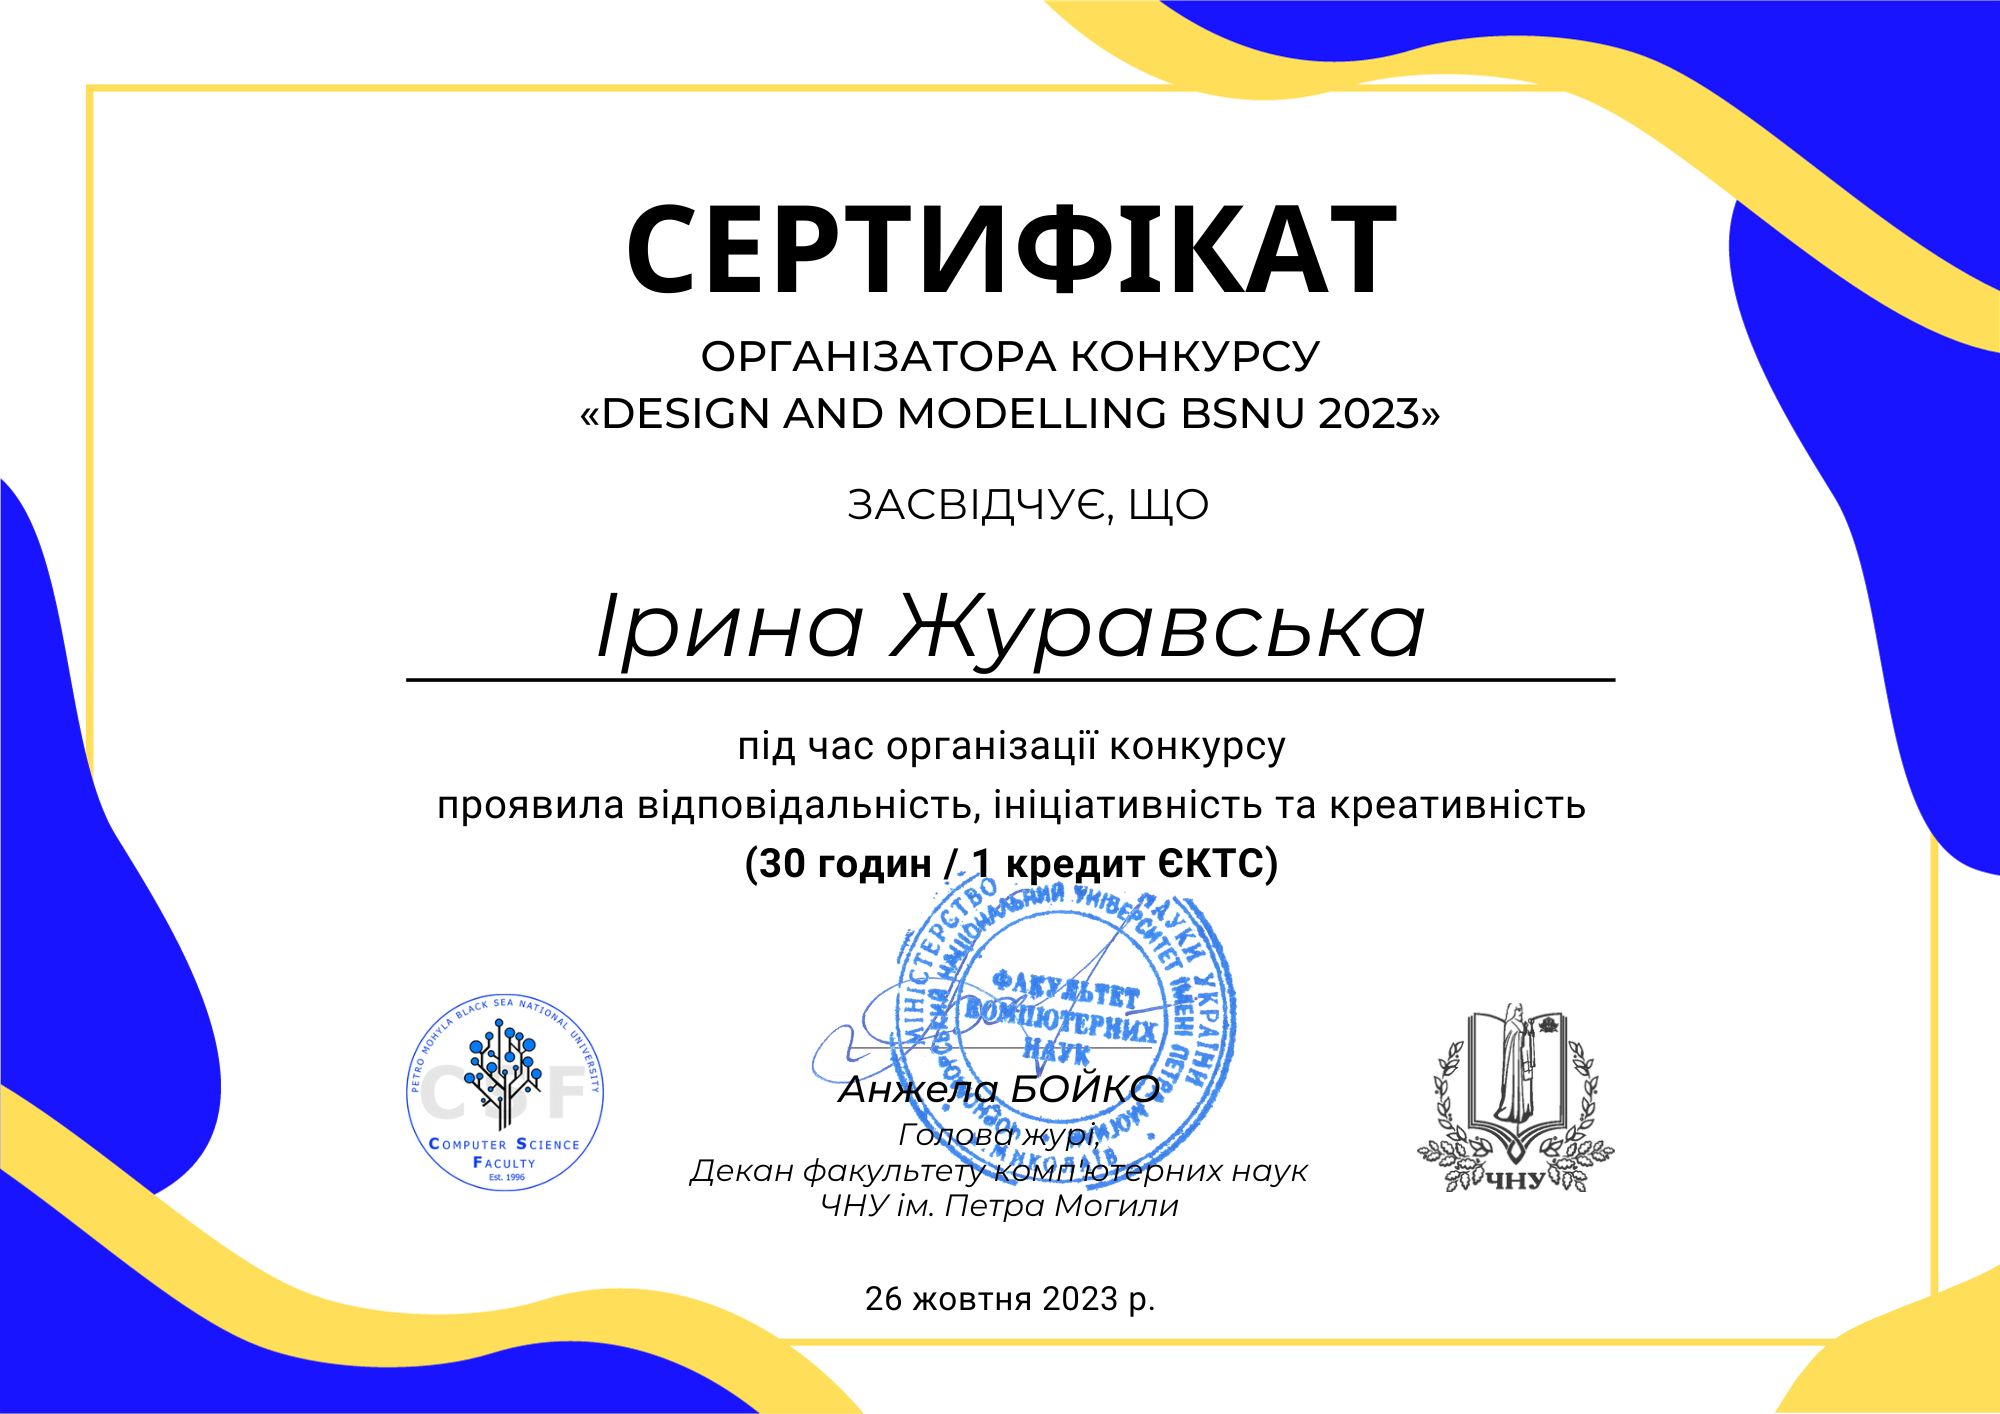 СЕРТИФІКАТ
ОРГАНІЗАТОРА КОНКУРСУ
«DESIGN AND MODELLING BSNU 2023»
ЗАСВІДЧУЄ, ЩО
Ірина Журавська
під час організації конкурсу
проявила відповідальність, ініціативність та креативність
(30 годин / 1 кредит ЄКТС)
МІНІСТЕРСТВО НАУКИ УКРАЇНИ
ЧОРНОМОРСЬКИЙ НАЦІОНАЛЬНИЙ УНІВЕРСИТЕТ ІМЕНІ ПЕТРА МОГИЛИ
ФАКУЛЬТЕТ
КОМП'ЮТЕРНИХ
НАУК
МИКОЛАЇВ
Анжела БОЙКО
Голова журі,
Декан факультету комп'ютерних наук
ЧНУ ім. Петра Могили
PETRO MOHYLA BLACK SEA NATIONAL UNIVERSITY
CSF
COMPUTER SCIENCE
FACULTY
Est. 1996
ЧНУ
26 жовтня 2023 р.